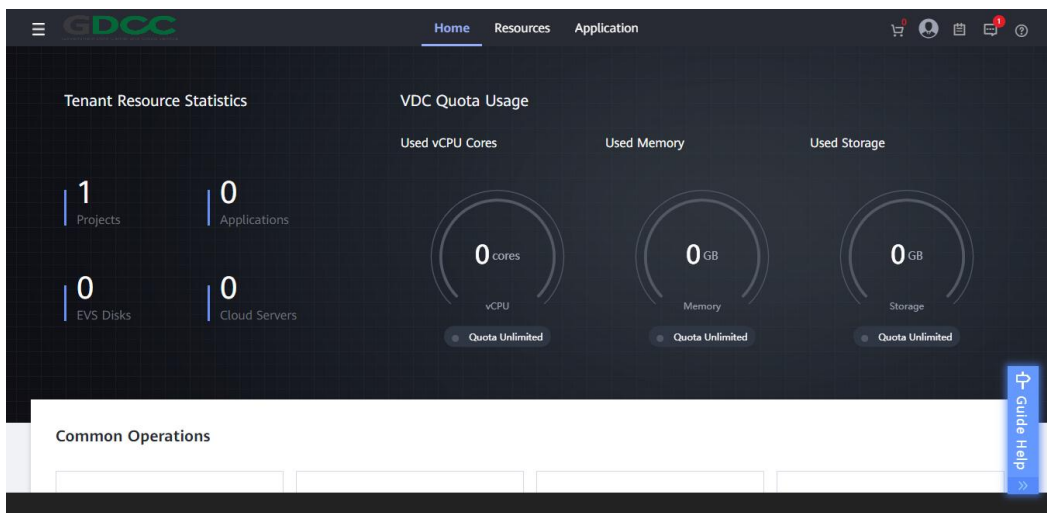 GDCC
Home Resources Application
0
1
Tenant Resource Statistics
VDC Quota Usage
Used vCPU Cores
Used Memory
Used Storage
1
Projects
0
Applications
0
EVS Disks
0
Cloud Servers
0 cores
vCPU
Quota Unlimited
0 GB
Memory
Quota Unlimited
0 GB
Storage
Quota Unlimited
Guide Help
Common Operations